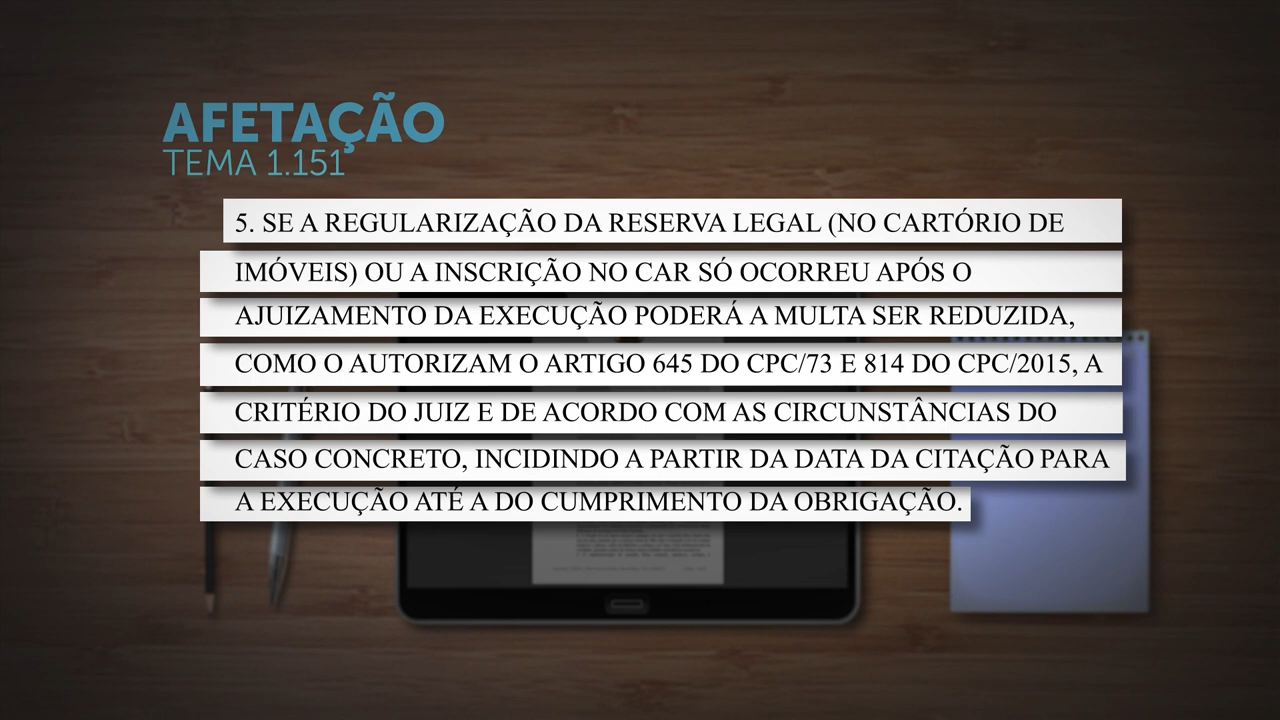 AFETAÇÃO
TEMA 1.151
5. SE A REGULARIZAÇÃO DA RESERVA LEGAL (NO CARTÓRIO DE
IMÓVEIS) OU A INSCRIÇÃO NO CAR SÓ OCORREU APÓS O
AJUIZAMENTO DA EXECUÇÃO PODERÁ A MULTA SER REDUZIDA,
COMO O AUTORIZAM O ARTIGO 645 DO CPC/73 E 814 DO CPC/2015, A
CRITÉRIO DO JUIZ E DE ACORDO COM AS CIRCUNSTÂNCIAS DO
CASO CONCRETO, INCIDINDO A PARTIR DA DATA DA CITAÇÃO PARA
A EXECUÇÃO ATÉ A DO CUMPRIMENTO DA OBRIGAÇÃO.